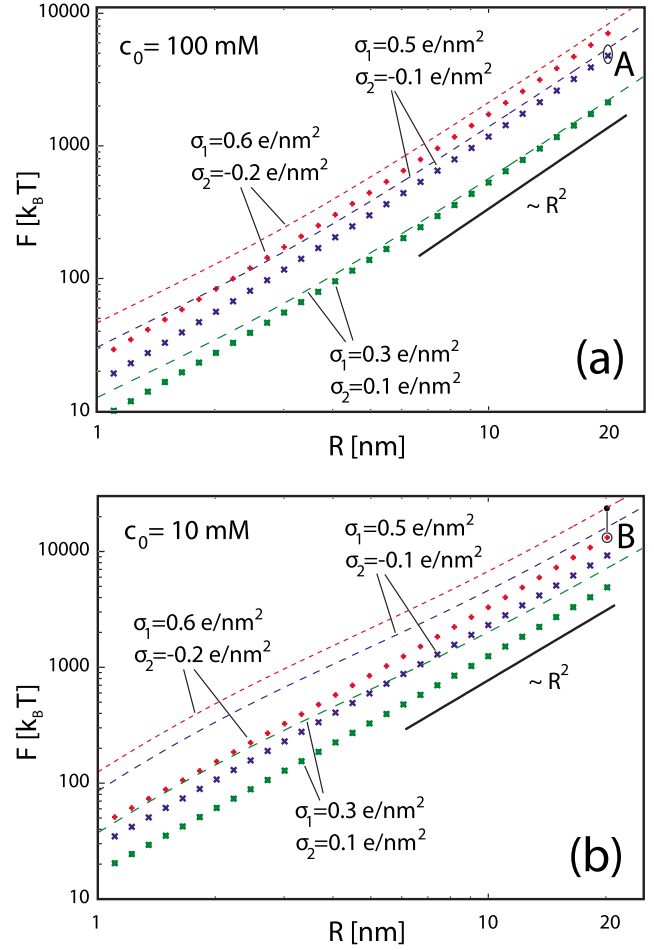 10000
c₀= 100 mM
σ₁=0.5 e/nm²
σ₂=-0.1 e/nm²
A
1000
σ₁=0.6 e/nm²
σ₂=-0.2 e/nm²
F [k_B T]
~ R²
100
σ₁=0.3 e/nm²
σ₂=0.1 e/nm²
(a)
10
1
10
20
R [nm]
c₀= 10 mM
σ₁=0.5 e/nm²
σ₂=-0.1 e/nm²
B
10000
σ₁=0.6 e/nm²
σ₂=-0.2 e/nm²
1000
F [k_B T]
~ R²
100
σ₁=0.3 e/nm²
σ₂=0.1 e/nm²
(b)
10
1
10
20
R [nm]